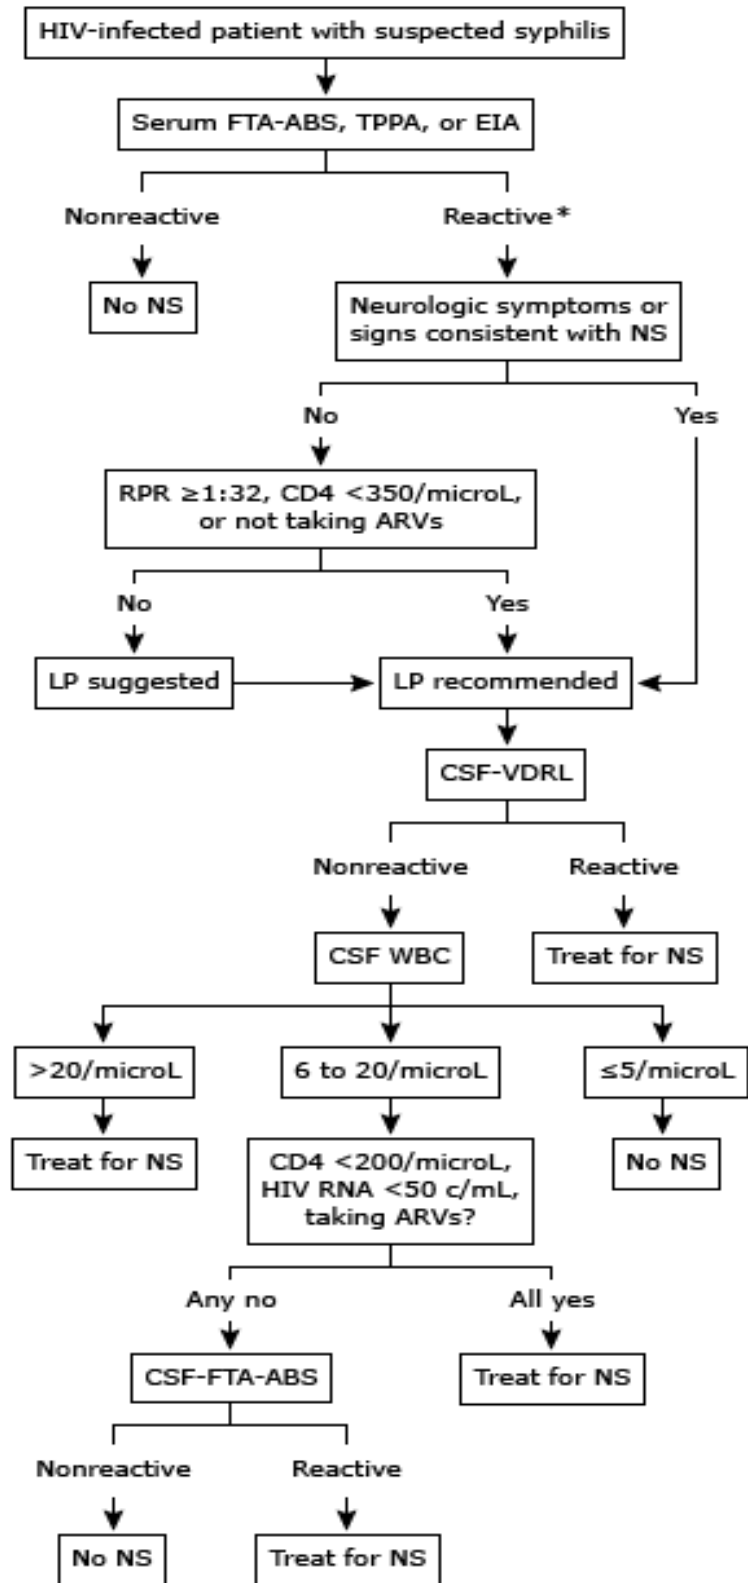 HIV-infected patient with suspected syphilis
Serum FTA-ABS, TPPA, or EIA
Nonreactive
Reactive*
No NS
Neurologic symptoms or
signs consistent with NS
No
Yes
RPR ≥1:32, CD4 <350/microL,
or not taking ARVs
No
Yes
LP suggested
LP recommended
CSF-VDRL
Nonreactive
Reactive
CSF WBC
Treat for NS
>20/microL
6 to 20/microL
≤5/microL
Treat for NS
CD4 <200/microL,
HIV RNA <50 c/mL,
taking ARVs?
No NS
Any no
All yes
CSF-FTA-ABS
Treat for NS
Nonreactive
Reactive
No NS
Treat for NS